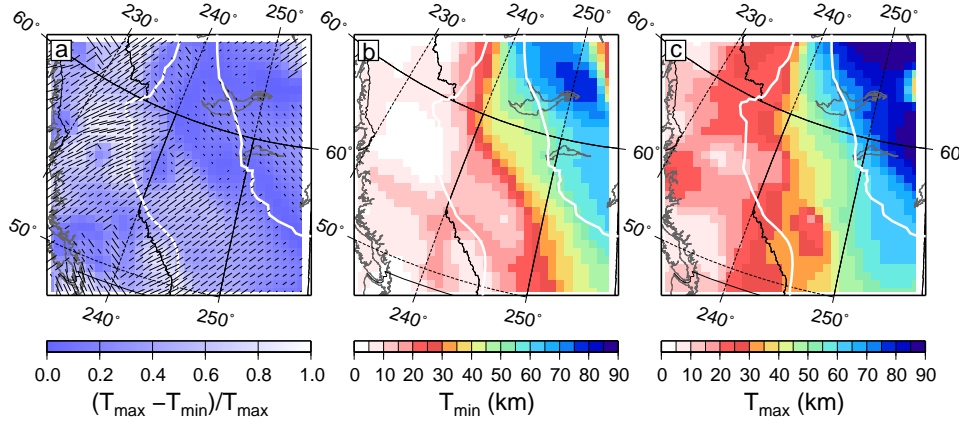 230° 240° 250° 230° 240° 250° 230° 240° 250°
60° 60° 60°
a b c
60° 60° 60°
50° 50° 50°
240° 250° 240° 250° 240° 250°
0.0 0.2 0.4 0.6 0.8 1.0
(Tmax −Tmin)/Tmax
0 10 20 30 40 50 60 70 80 90
Tmin (km)
0 10 20 30 40 50 60 70 80 90
Tmax (km)